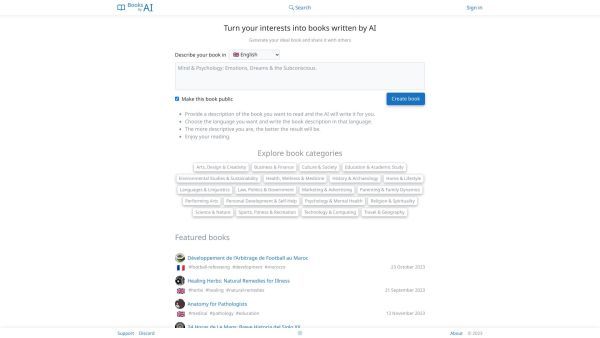 Books by AI
Search
Sign in
Turn your interests into books written by AI
Generate your ideal book and share it with others
Describe your book in
English
Mind & Psychology: Emotions, Dreams & the Subconscious.
Make this book public
Create book
Provide a description of the book you want to read and the AI will write it for you.
Choose the language you want and write the book description in that language.
The more descriptive you are, the better the result will be.
Enjoy your reading.
Explore book categories
Arts, Design & Creativity
Business & Finance
Culture & Society
Education & Academic Study
Environmental Studies & Sustainability
Health, Wellness & Medicine
History & Archaeology
Home & Lifestyle
Languages & Linguistics
Law, Politics & Government
Marketing & Advertising
Parenting & Family Dynamics
Performing Arts
Personal Development & Self-Help
Psychology & Mental Health
Religion & Spirituality
Science & Nature
Sports, Fitness & Recreation
Technology & Computing
Travel & Geography
Featured books
Développement de l'Arbitrage de Football au Maroc
#football-refereeing #development #morocco
23 October 2023
Healing Herbs: Natural Remedies for Illness
#herbs #healing #natural-remedies
21 September 2023
Anatomy for Pathologists
#medical #pathology #education
13 November 2023
24 Horas de Le Mans: Breve Historia del Siglo XX
Support
Discord
About
© 2023